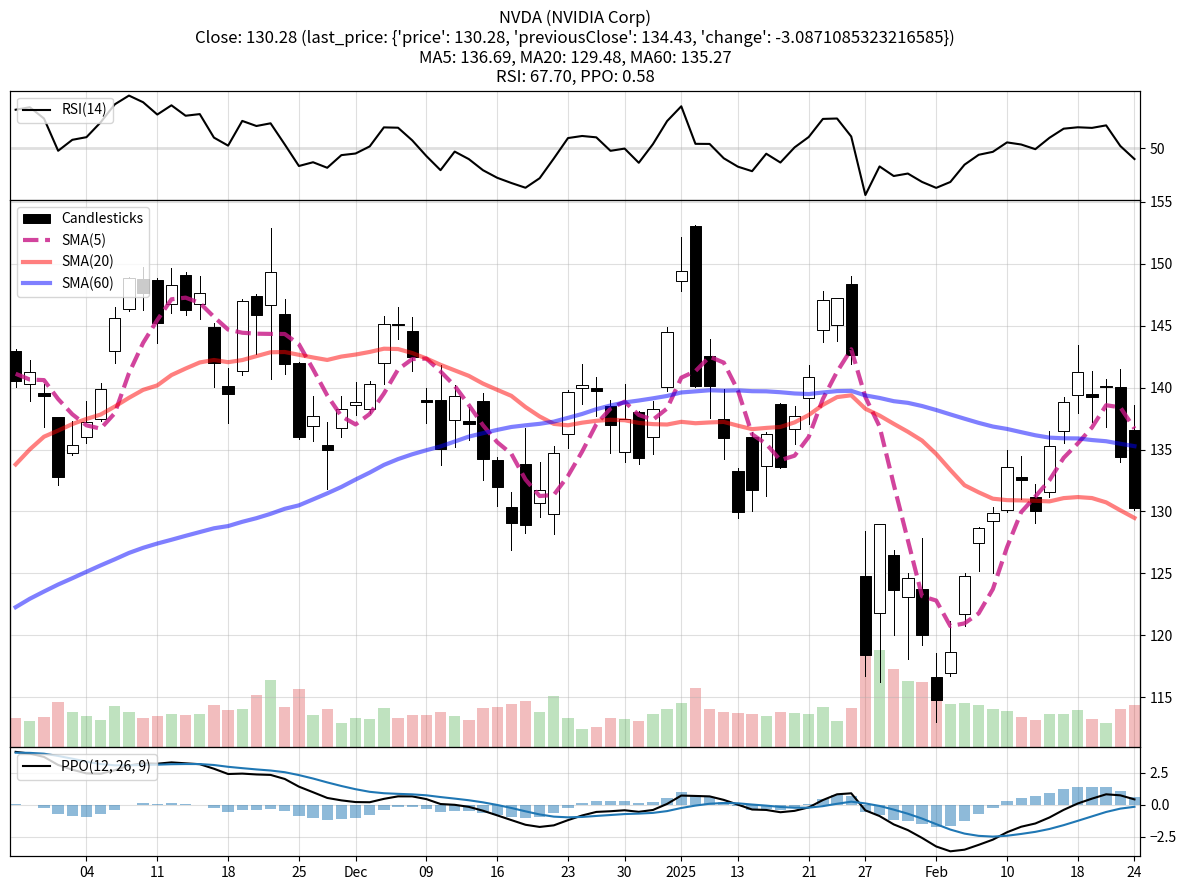 NVDA (NVIDIA Corp)
Close: 130.28 (last_price: {'price': 130.28, 'previousClose': 134.43, 'change': -3.0871085323216585})
MA5: 136.69, MA20: 129.48, MA60: 135.27
RSI: 67.70, PPO: 0.58
RSI(14)
50
Candlesticks
SMA(5)
SMA(20)
SMA(60)
155
150
145
140
135
130
125
120
115
PPO(12, 26, 9)
2.5
0.0
−2.5
04 11 18 25 Dec 09 16 23 30 2025 13 21 27 Feb 10 18 24